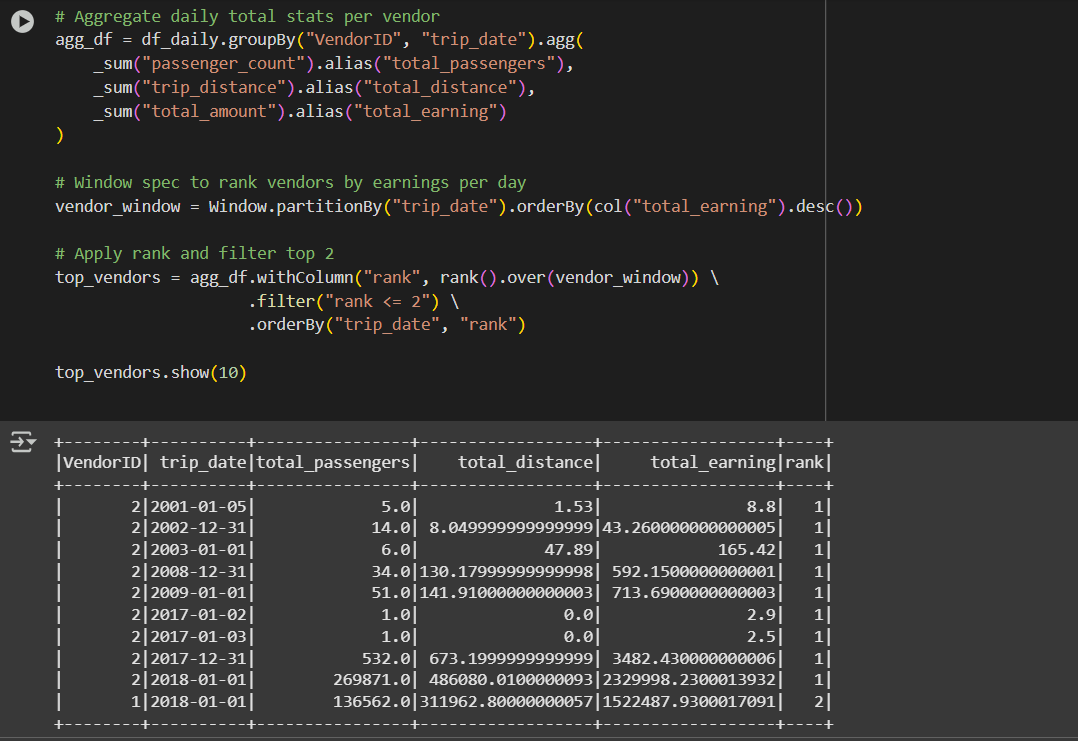 # Aggregate daily total stats per vendor
agg_df = df_daily.groupBy("VendorID", "trip_date").agg(
    _sum("passenger_count").alias("total_passengers"),
    _sum("trip_distance").alias("total_distance"),
    _sum("total_amount").alias("total_earning")
)
# Window spec to rank vendors by earnings per day
vendor_window = Window.partitionBy("trip_date").orderBy(col("total_earning").desc())
# Apply rank and filter top 2
top_vendors = agg_df.withColumn("rank", rank().over(vendor_window)) \
                    .filter("rank <= 2") \
                    .orderBy("trip_date", "rank")
top_vendors.show(10)
+--------+----------+----------------+------------------+------------------+----+
|VendorID| trip_date|total_passengers|    total_distance|     total_earning|rank|
+--------+----------+----------------+------------------+------------------+----+
|       2|2001-01-05|             5.0|              1.53|               8.8|   1|
|       2|2002-12-31|            14.0| 8.049999999999999|43.260000000000005|   1|
|       2|2003-01-01|             6.0|             47.89|            165.42|   1|
|       2|2008-12-31|            34.0|130.17999999999998| 592.1500000000001|   1|
|       2|2009-01-01|            51.0|141.91000000000003| 713.6900000000003|   1|
|       2|2017-01-02|             1.0|               0.0|               2.9|   1|
|       2|2017-01-03|             1.0|               0.0|               2.5|   1|
|       2|2017-12-31|           532.0| 673.1999999999999| 3482.430000000006|   1|
|       2|2018-01-01|        269871.0| 486080.0100000093|2329998.2300013932|   1|
|       1|2018-01-01|        136562.0|311962.80000000057|1522487.9300017091|   2|
+--------+----------+----------------+------------------+------------------+----+